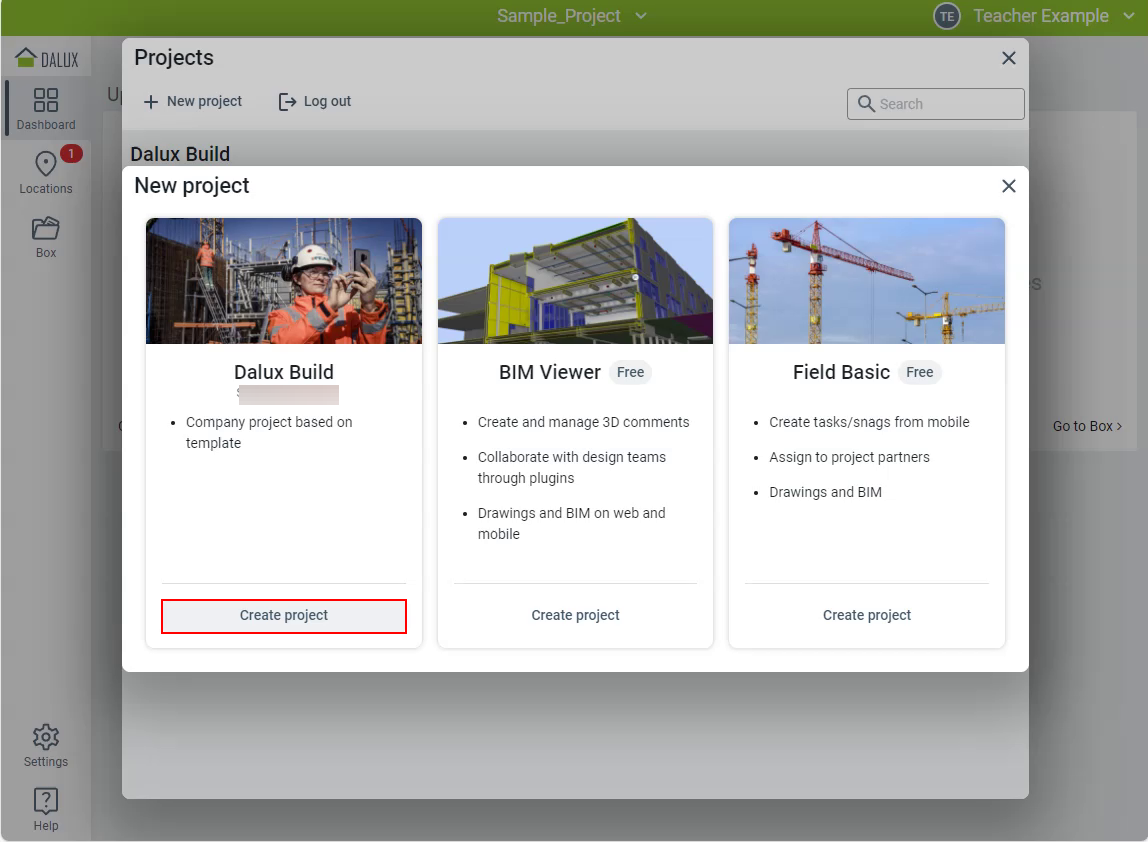 Sample_Project
TE Teacher Example
DALUX
Dashboard
1
Locations
Box
Settings
Help
Projects
New project
Log out
Search
Dalux Build
New project
Dalux Build
Company project based on
template
Create project
BIM Viewer Free
Create and manage 3D comments
Collaborate with design teams
through plugins
Drawings and BIM on web and
mobile
Create project
Field Basic Free
Create tasks/snags from mobile
Assign to project partners
Drawings and BIM
Create project
Go to Box